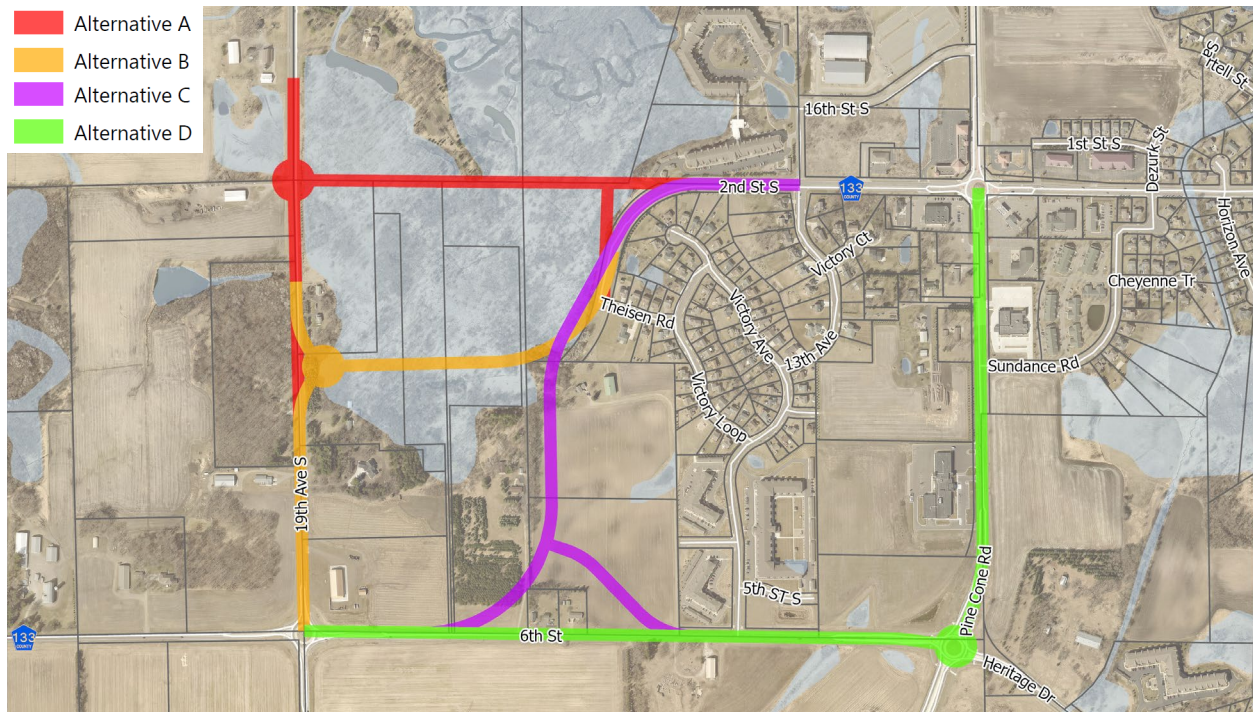 Alternative A
Alternative B
Alternative C
Alternative D
16th St S
1st St S
Dezurk St
rtell St
2nd St S
133
COUNTY
Horizon Ave
Victory Ct
Cheyenne Tr
Theisen Rd
Victory Ave
13th Ave
Sundance Rd
Victory Loop
19th Ave S
5th ST S
Pine Cone Rd
133
COUNTY
6th St
Heritage Dr